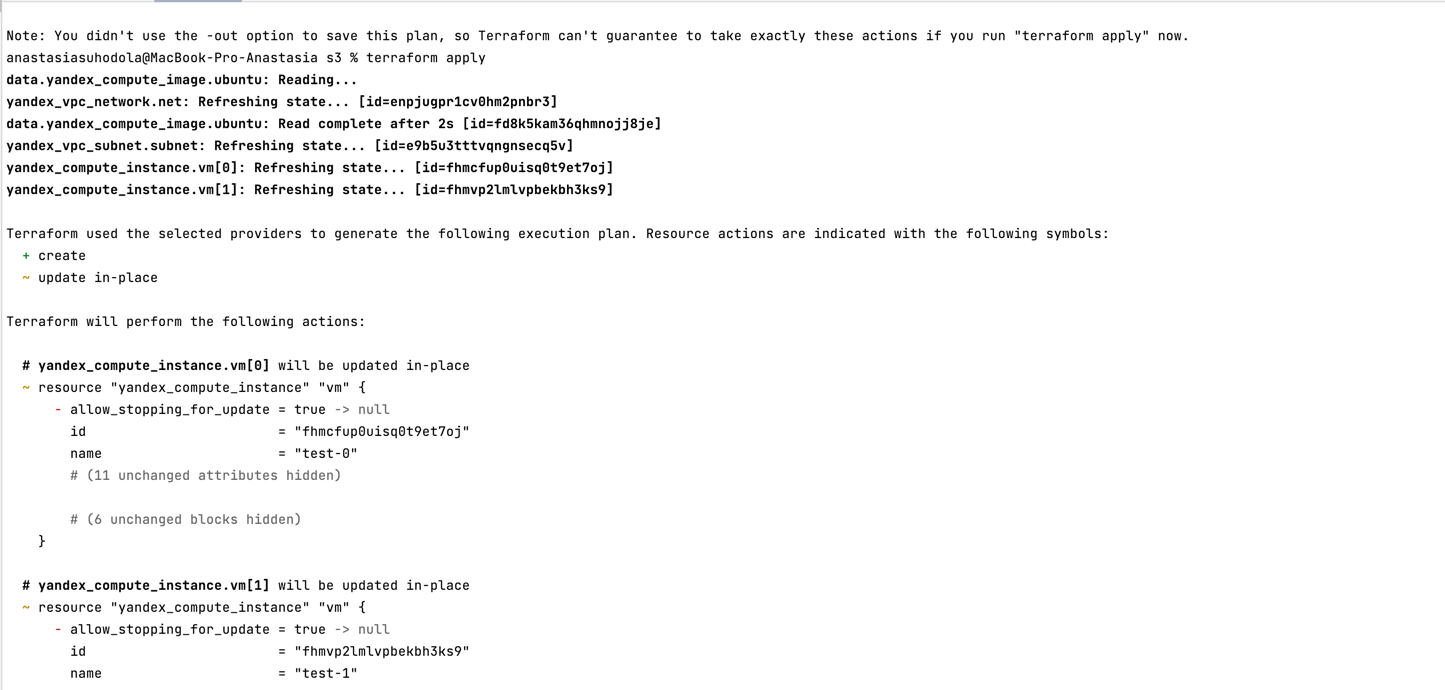 Note: You didn't use the -out option to save this plan, so Terraform can't guarantee to take exactly these actions if you run "terraform apply" now.
anastasiasuhodola@MacBook-Pro-Anastasia s3 % terraform apply
data.yandex_compute_image.ubuntu: Reading...
yandex_vpc_network.net: Refreshing state... [id=enpjugpr1cv0hm2pnbr3]
data.yandex_compute_image.ubuntu: Read complete after 2s [id=fd8k5kam36qhmnojj8je]
yandex_vpc_subnet.subnet: Refreshing state... [id=e9b5u3tttvqngnsecq5v]
yandex_compute_instance.vm[0]: Refreshing state... [id=fhmcfup0uisq0t9et7oj]
yandex_compute_instance.vm[1]: Refreshing state... [id=fhmvp2lmlvpbekbh3ks9]

Terraform used the selected providers to generate the following execution plan. Resource actions are indicated with the following symbols:
  + create
  ~ update in-place

Terraform will perform the following actions:

  # yandex_compute_instance.vm[0] will be updated in-place
  ~ resource "yandex_compute_instance" "vm" {
      - allow_stopping_for_update = true -> null
        id                        = "fhmcfup0uisq0t9et7oj"
        name                      = "test-0"
        # (11 unchanged attributes hidden)

        # (6 unchanged blocks hidden)
    }

  # yandex_compute_instance.vm[1] will be updated in-place
  ~ resource "yandex_compute_instance" "vm" {
      - allow_stopping_for_update = true -> null
        id                        = "fhmvp2lmlvpbekbh3ks9"
        name                      = "test-1"